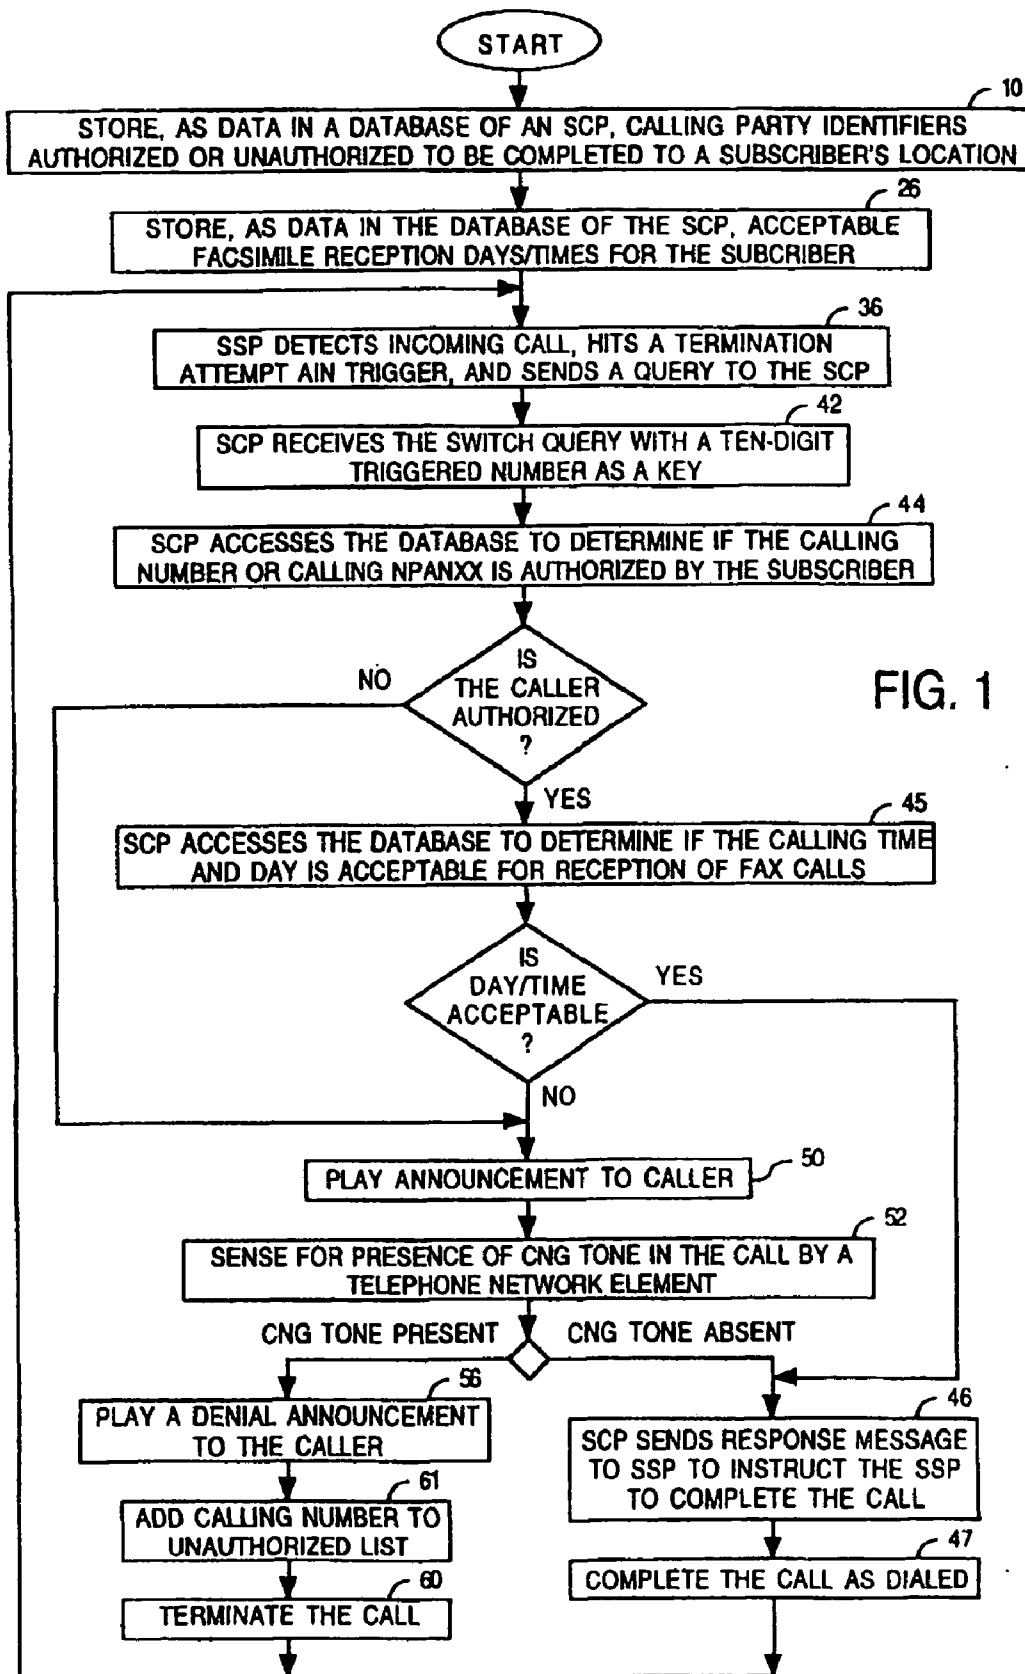 START
10
STORE, AS DATA IN A DATABASE OF AN SCP, CALLING PARTY IDENTIFIERS
AUTHORIZED OR UNAUTHORIZED TO BE COMPLETED TO A SUBSCRIBER'S LOCATION
26
STORE, AS DATA IN THE DATABASE OF THE SCP, ACCEPTABLE
FACSIMILE RECEPTION DAYS/TIMES FOR THE SUBCRIBER
36
SSP DETECTS INCOMING CALL, HITS A TERMINATION
ATTEMPT AIN TRIGGER, AND SENDS A QUERY TO THE SCP
42
SCP RECEIVES THE SWITCH QUERY WITH A TEN-DIGIT
TRIGGERED NUMBER AS A KEY
44
SCP ACCESSES THE DATABASE TO DETERMINE IF THE CALLING
NUMBER OR CALLING NPANXX IS AUTHORIZED BY THE SUBSCRIBER
IS
THE CALLER
AUTHORIZED
?
NO
FIG. 1
YES
45
SCP ACCESSES THE DATABASE TO DETERMINE IF THE CALLING TIME
AND DAY IS ACCEPTABLE FOR RECEPTION OF FAX CALLS
IS
DAY/TIME
ACCEPTABLE
?
YES
NO
50
PLAY ANNOUNCEMENT TO CALLER
52
SENSE FOR PRESENCE OF CNG TONE IN THE CALL BY A
TELEPHONE NETWORK ELEMENT
CNG TONE PRESENT
CNG TONE ABSENT
56
PLAY A DENIAL ANNOUNCEMENT
TO THE CALLER
46
SCP SENDS RESPONSE MESSAGE
TO SSP TO INSTRUCT THE SSP
TO COMPLETE THE CALL
61
ADD CALLING NUMBER TO
UNAUTHORIZED LIST
47
COMPLETE THE CALL AS DIALED
60
TERMINATE THE CALL